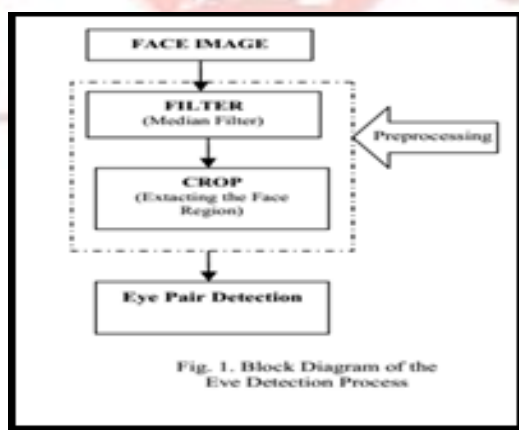 FACE IMAGE
FILTER
(Median Filter)
Preprocessing
CROP
(Extacting the Face
Region)
Eye Pair Detection
Fig. 1. Block Diagram of the
Eye Detection Process